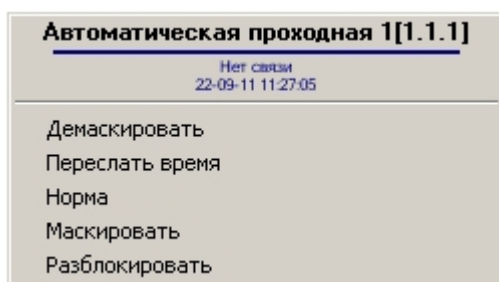 Автоматическая проходная 1[1.1.1]
Нет связи
22-09-11 11:27:05
Демаскировать
Переслать время
Норма
Маскировать
Разблокировать